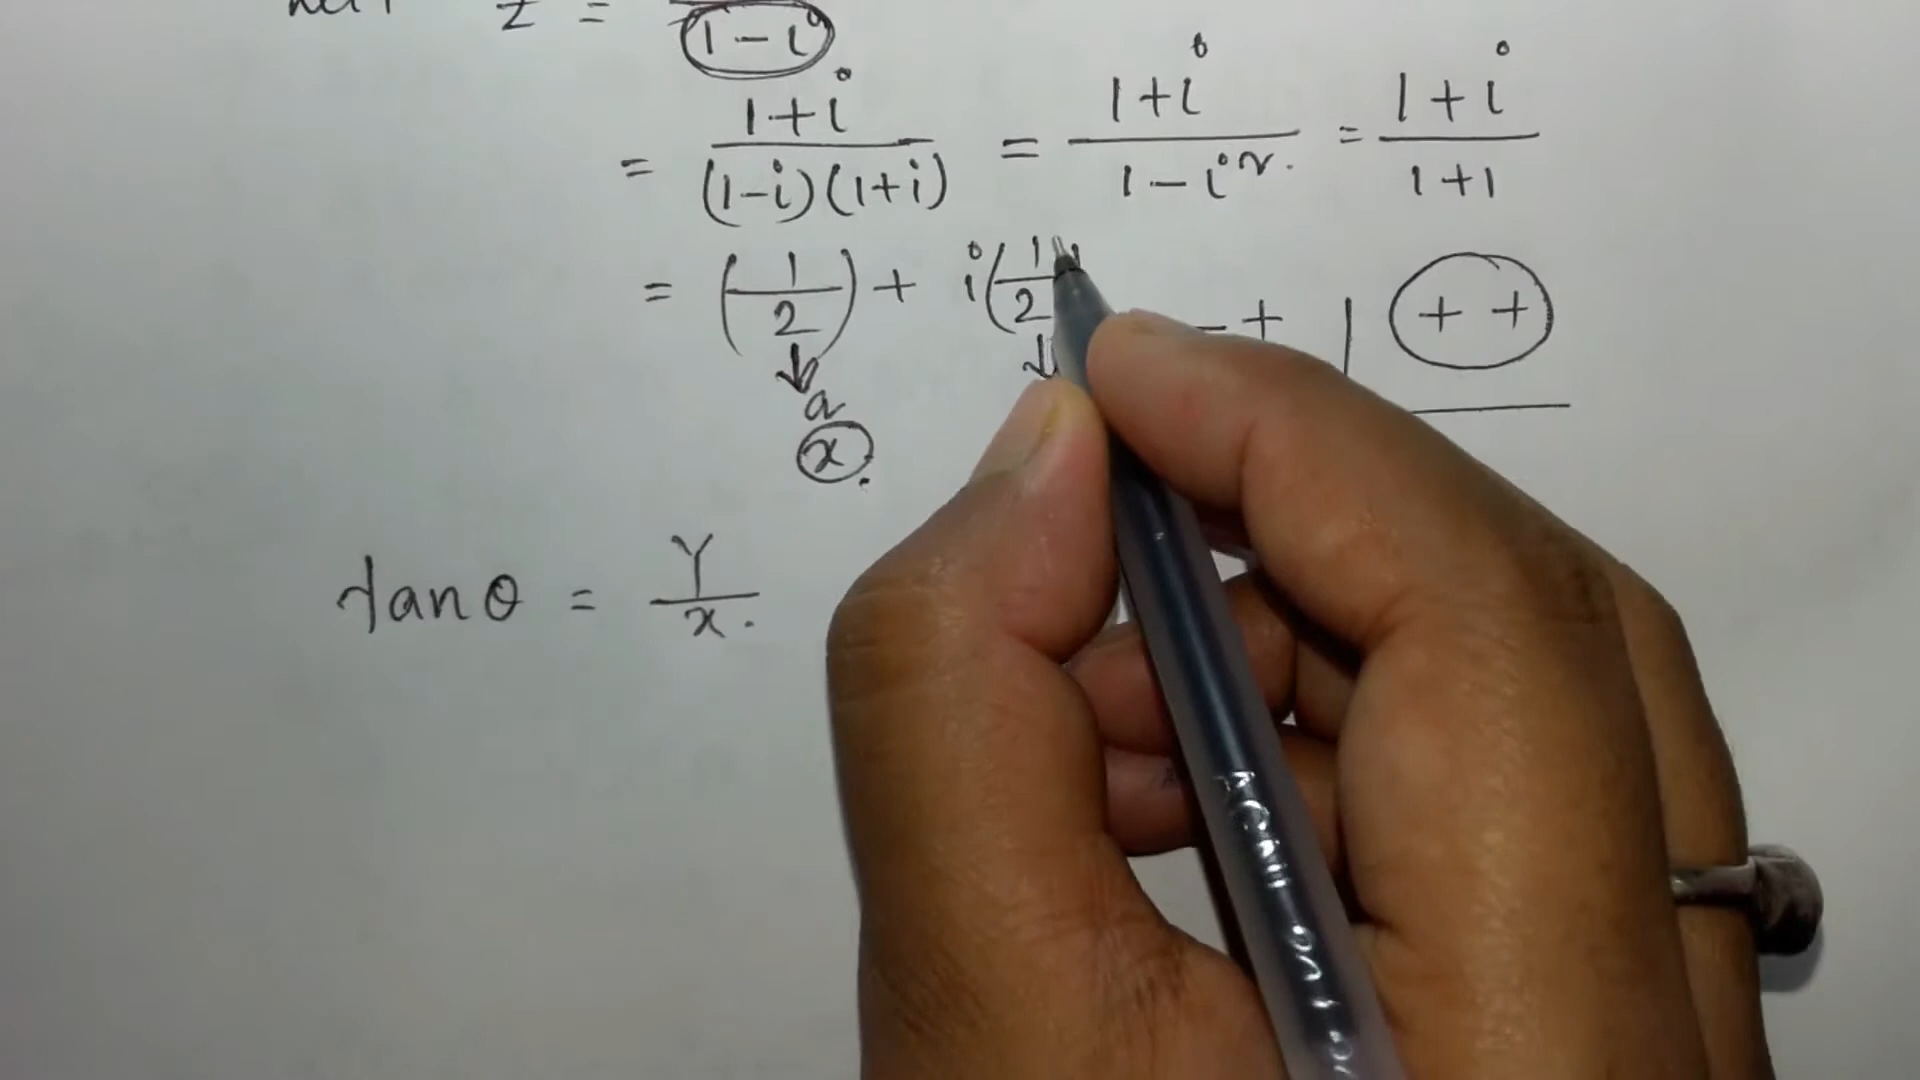 z =
1-i
= 1+i / (1-i)(1+i) = 1+i / 1-i². = 1+i / 1+1
= (1/2) + i(1/2
- + | + +
↓ ↓
a
x.
tanθ = Y/x.